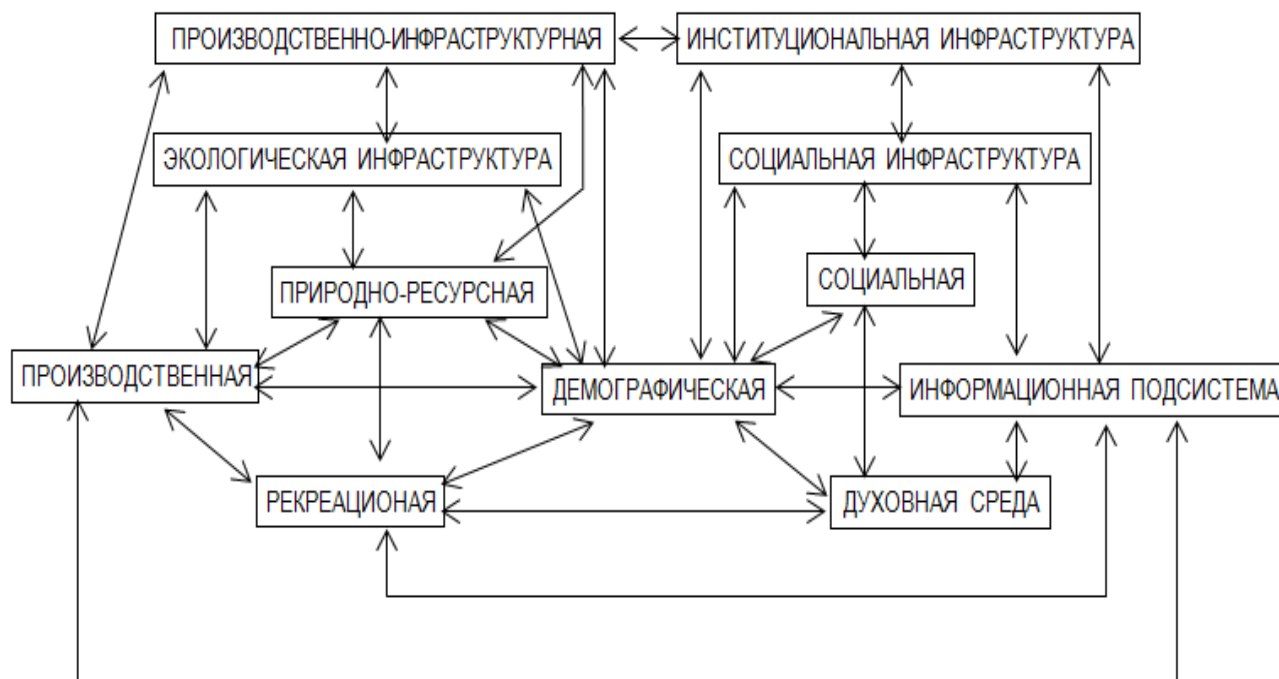 ПРОИЗВОДСТВЕННО-ИНФРАСТРУКТУРНАЯ
ИНСТИТУЦИОНАЛЬНАЯ ИНФРАСТРУКТУРА
ЭКОЛОГИЧЕСКАЯ ИНФРАСТРУКТУРА
СОЦИАЛЬНАЯ ИНФРАСТРУКТУРА
ПРИРОДНО-РЕСУРСНАЯ
СОЦИАЛЬНАЯ
ПРОИЗВОДСТВЕННАЯ
ДЕМОГРАФИЧЕСКАЯ
ИНФОРМАЦИОННАЯ ПОДСИСТЕМА
РЕКРЕАЦИОНАЯ
ДУХОВНАЯ СРЕДА